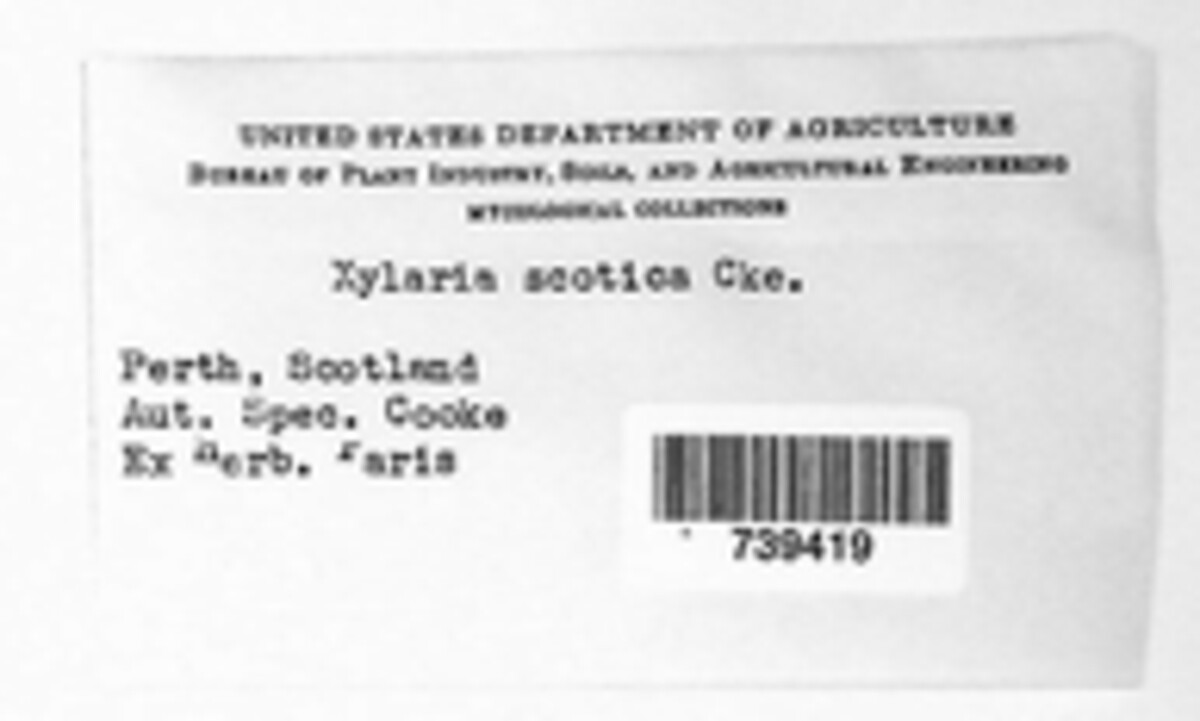 UNITED STATES DEPARTMENT OF AGRICULTURE
BUREAU OF PLANT INDUSTRY, SOILS, AND AGRICULTURAL ENGINEERING
MYCOLOGICAL COLLECTIONS
Xylaria scotica Cke.
Perth, Scotland
Aut. Spec. Cooke
Ex Herb. Paris
739419